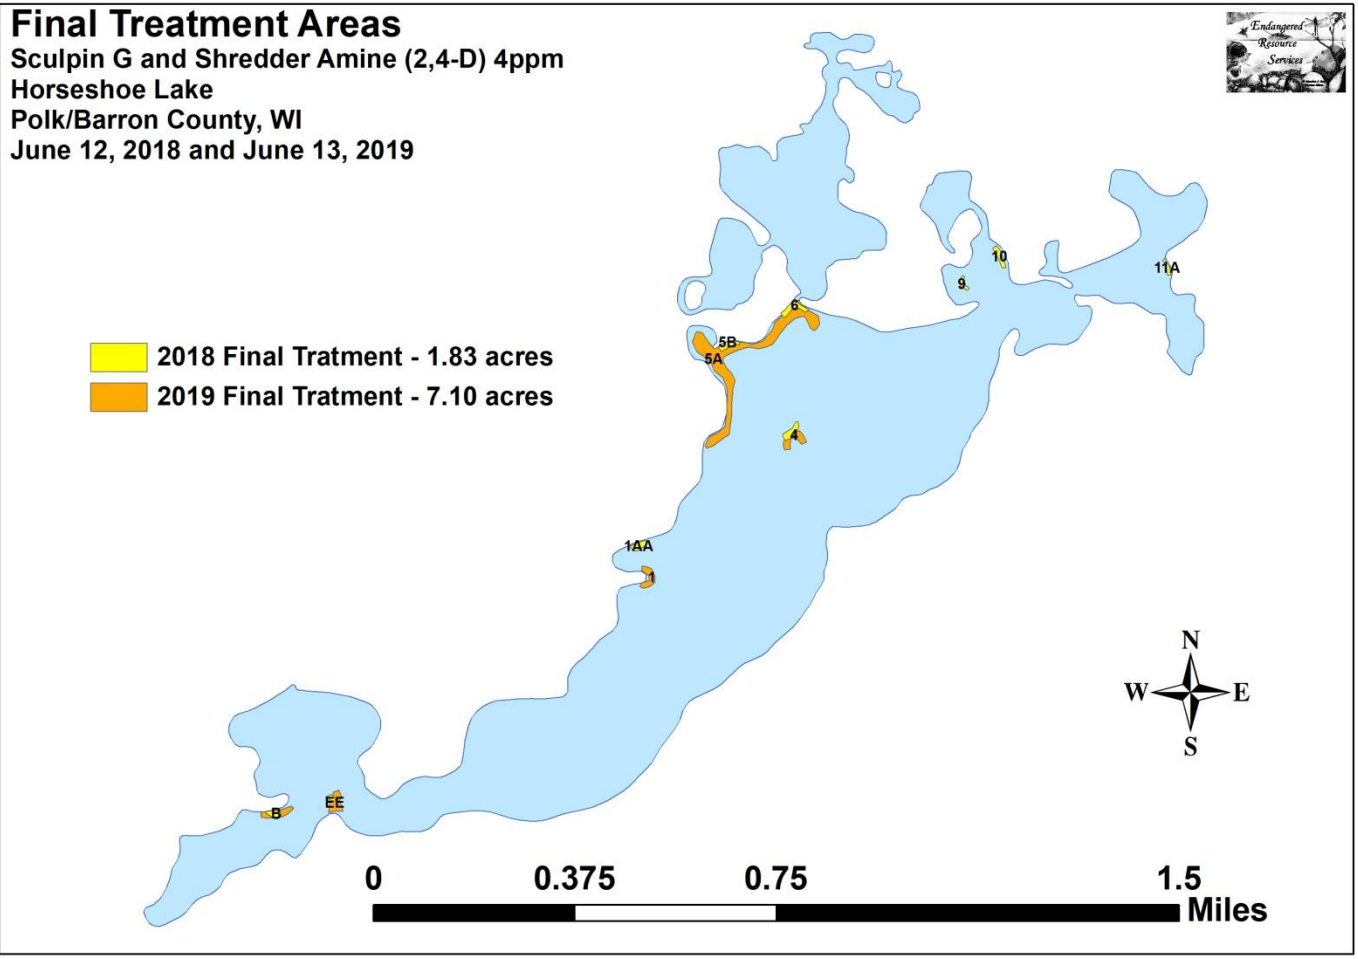 Final Treatment Areas
Sculpin G and Shredder Amine (2,4-D) 4ppm
Horseshoe Lake
Polk/Barron County, WI
June 12, 2018 and June 13, 2019
Endangered
Resource
Services
10
11A
9
6
5B
5A
2018 Final Tratment - 1.83 acres
2019 Final Tratment - 7.10 acres
4
1AA
1
N
W E
S
EE
B
0 0.375 0.75 1.5
Miles